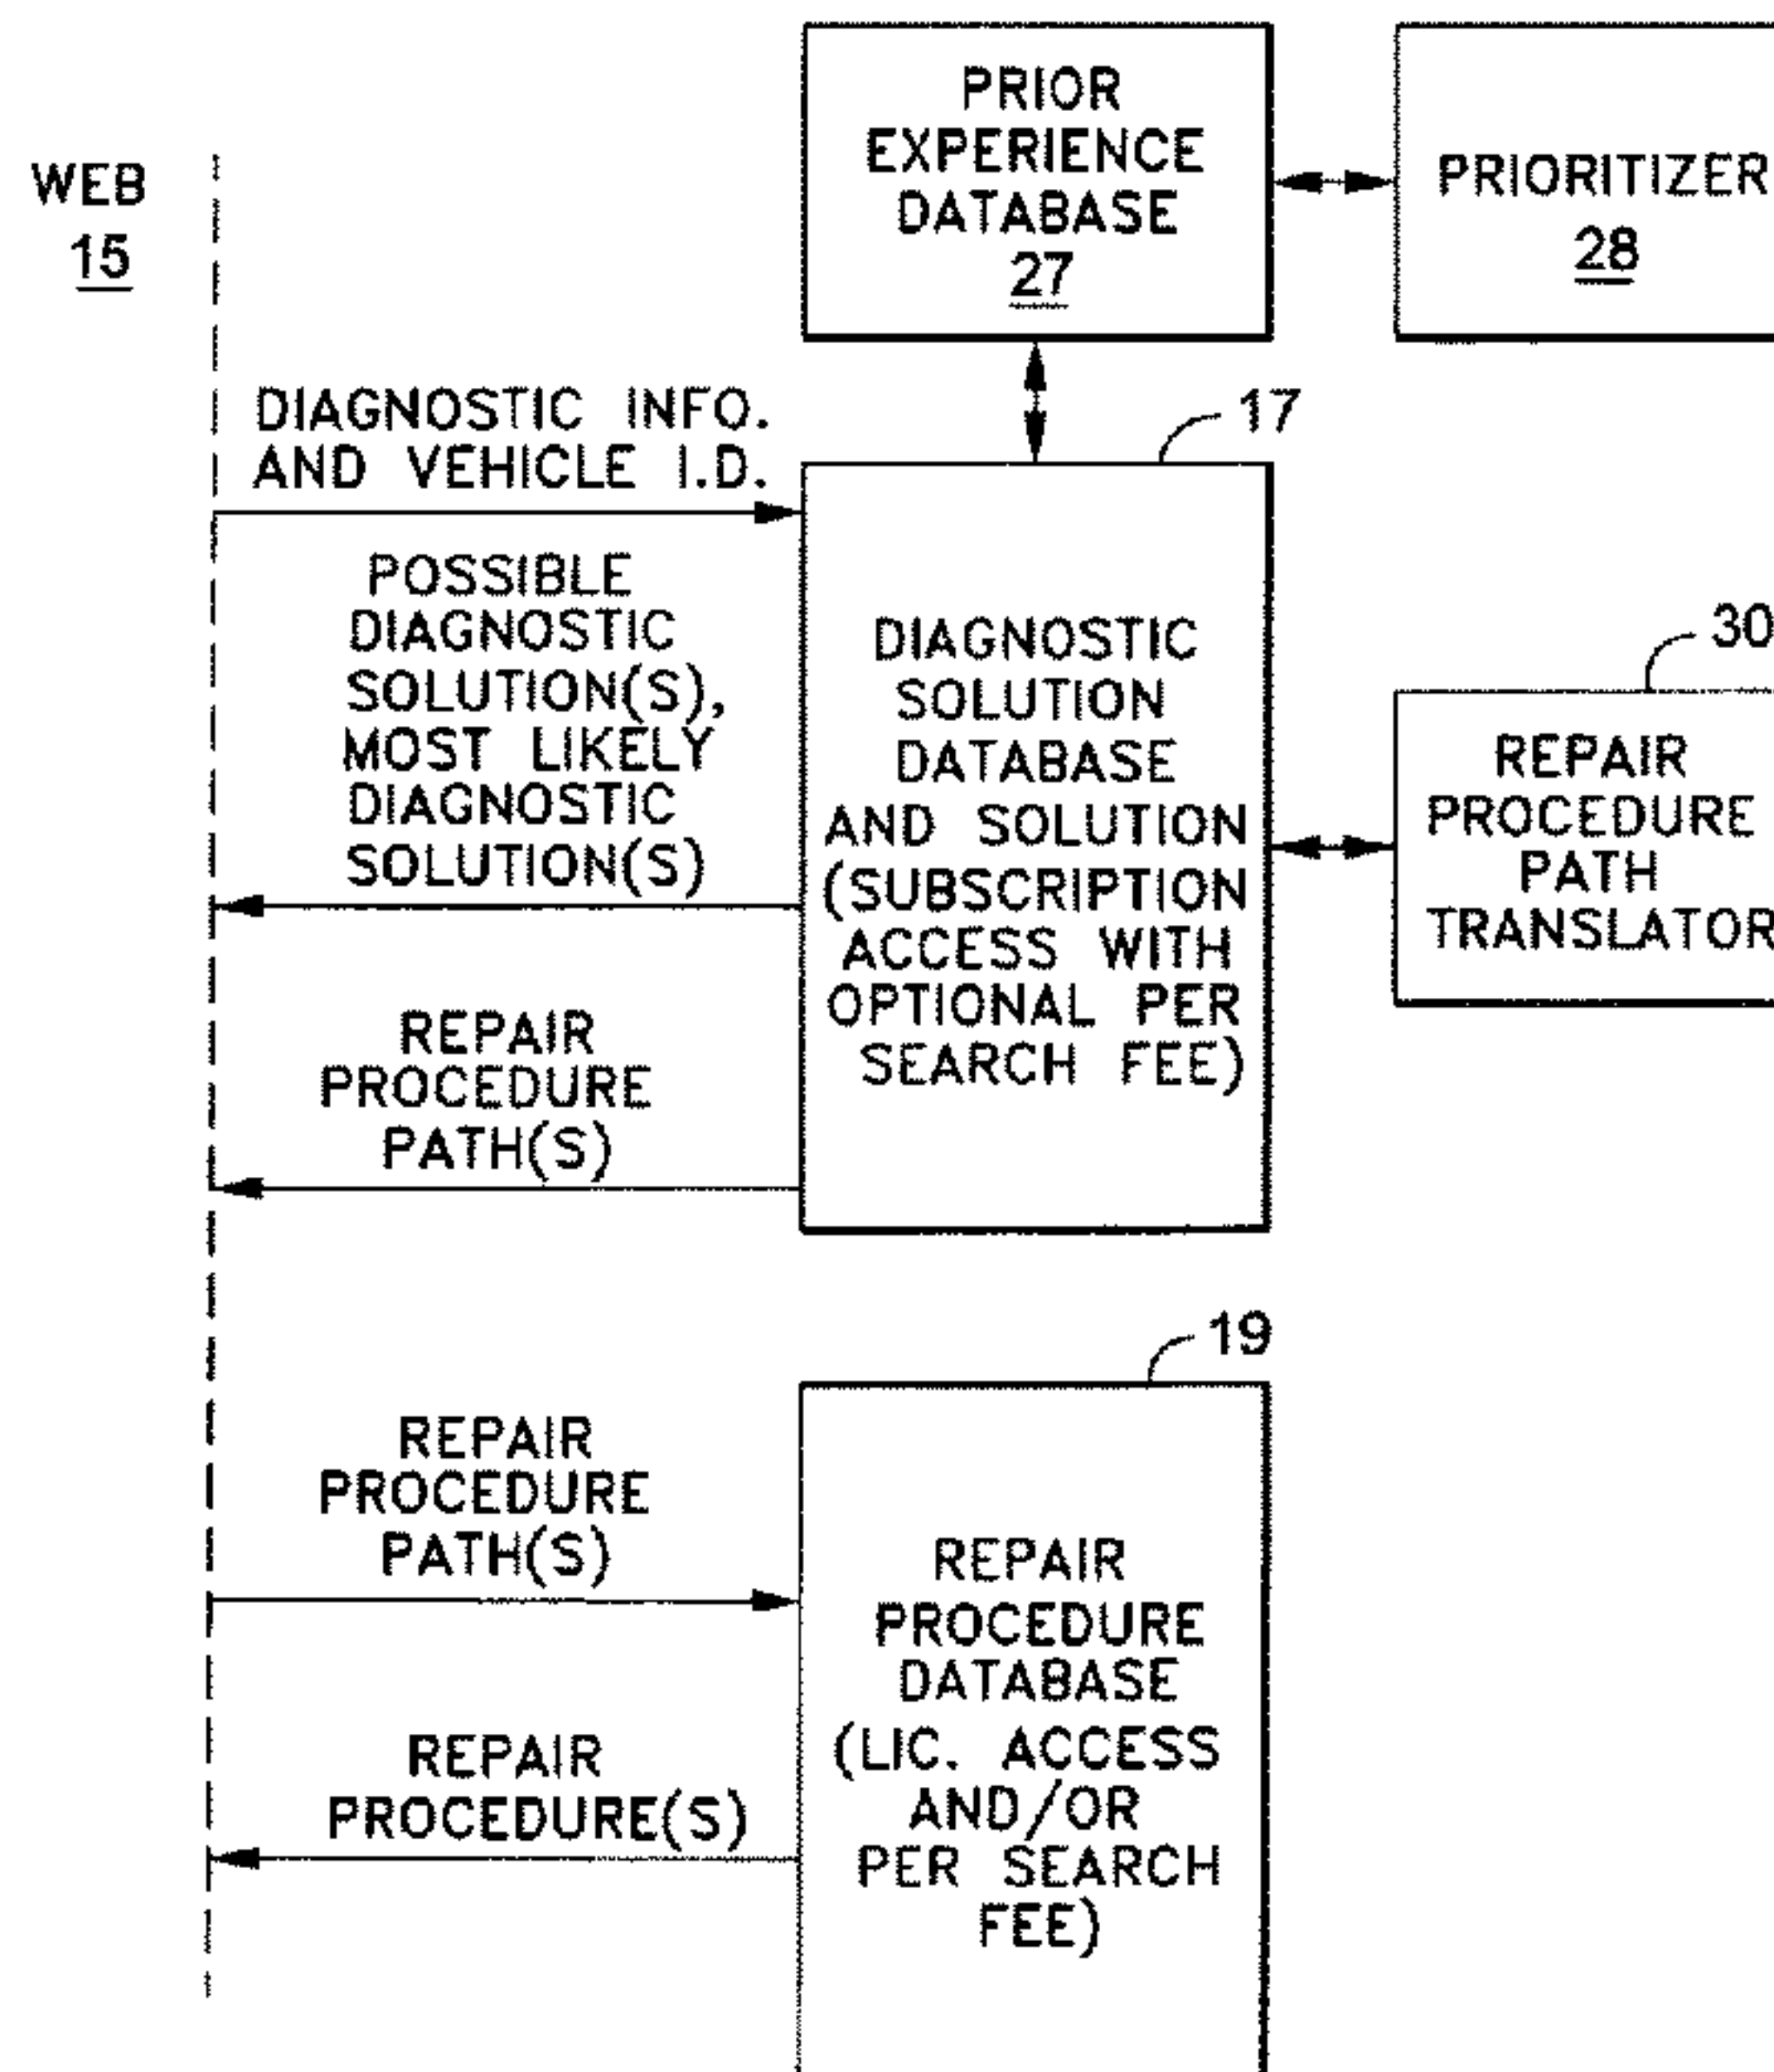 WEB
15
PRIOR
EXPERIENCE
DATABASE
27
PRIORITIZER
28
DIAGNOSTIC INFO.
AND VEHICLE I.D.
17
POSSIBLE
DIAGNOSTIC
SOLUTION(S),
MOST LIKELY
DIAGNOSTIC
SOLUTION(S)
DIAGNOSTIC
SOLUTION
DATABASE
AND SOLUTION
(SUBSCRIPTION
ACCESS WITH
OPTIONAL PER
SEARCH FEE)
30
REPAIR
PROCEDURE
PATH
TRANSLATOR
REPAIR
PROCEDURE
PATH(S)
19
REPAIR
PROCEDURE
PATH(S)
REPAIR
PROCEDURE(S)
REPAIR
PROCEDURE
DATABASE
(LIC. ACCESS
AND/OR
PER SEARCH
FEE)